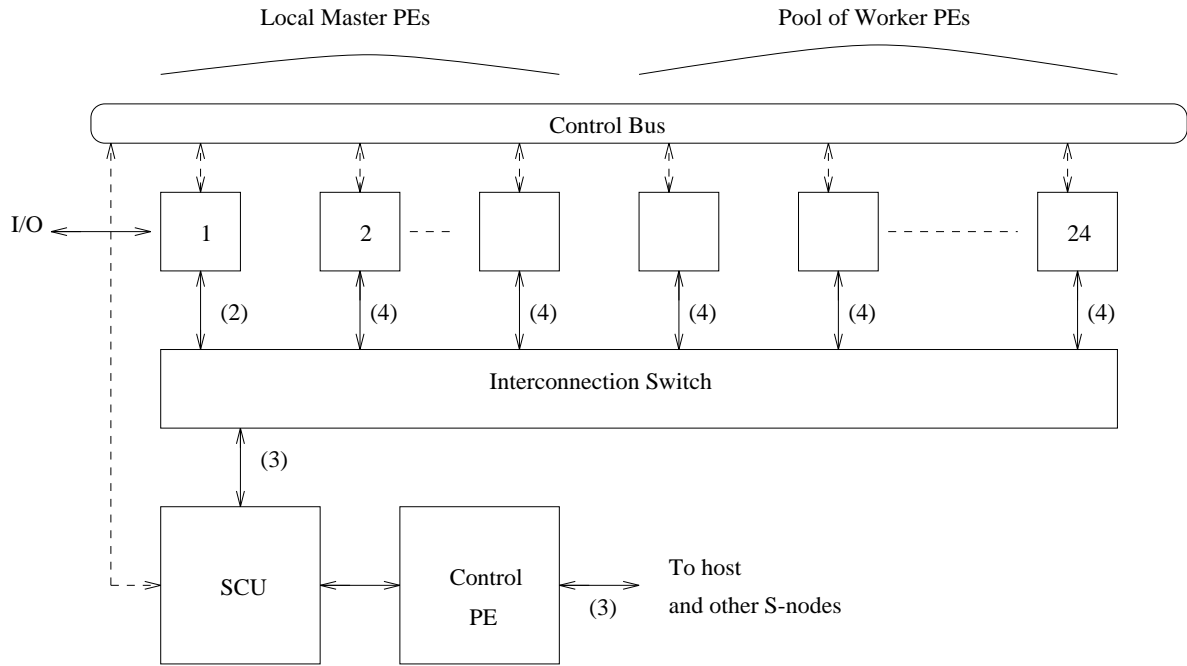 Local Master PEs
Pool of Worker PEs
Control Bus
I/O
1
2
24
(2)
(4)
(4)
(4)
(4)
(4)
Interconnection Switch
(3)
SCU
Control
PE
(3)
To host
and other S-nodes